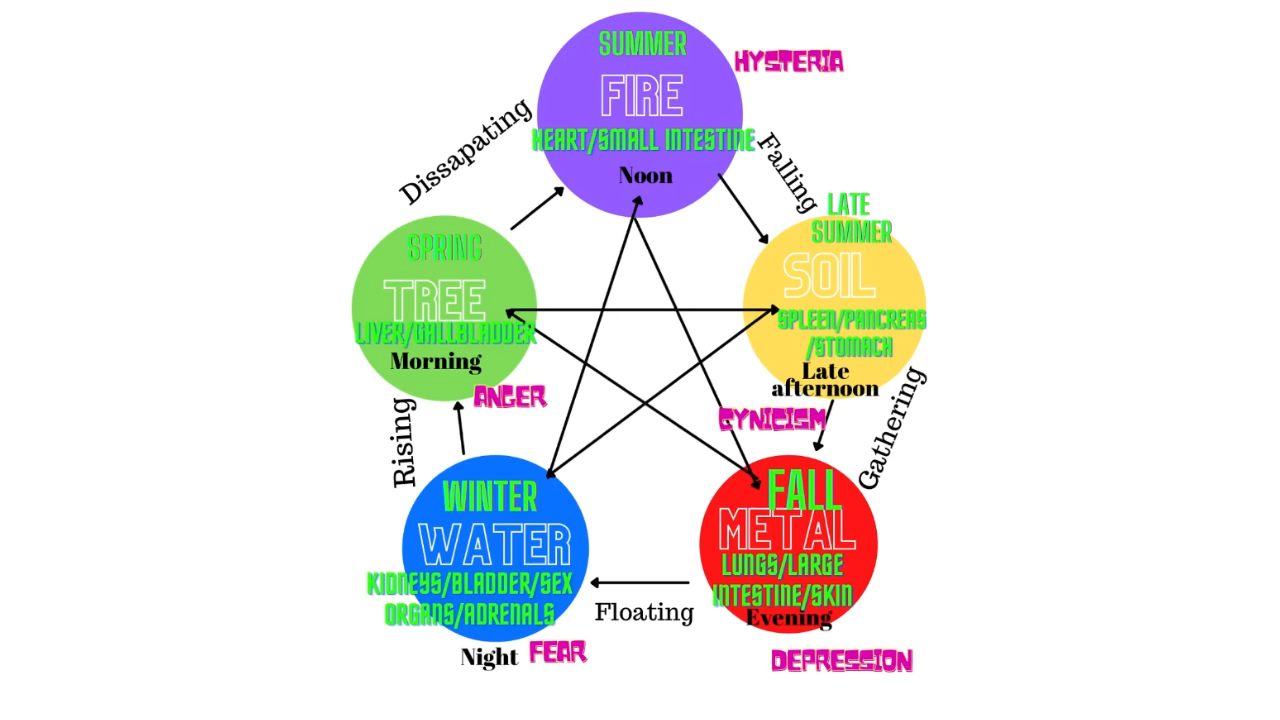 SUMMER
FIRE
HEART/SMALL INTESTINE
Noon
HYSTERIA
Dissapating
Falling
LATE
SUMMER
SOIL
SPLEEN/PANCREAS
/STOMACH
Late
afternoon
SPRING
TREE
LIVER/GALLBLADDER
Morning
ANGER
CYNICISM
Gathering
Rising
FALL
METAL
LUNGS/LARGE
INTESTINE/SKIN
Evening
DEPRESSION
WINTER
WATER
KIDNEYS/BLADDER/SEX
ORGANS/ADRENALS
Night
FEAR
Floating